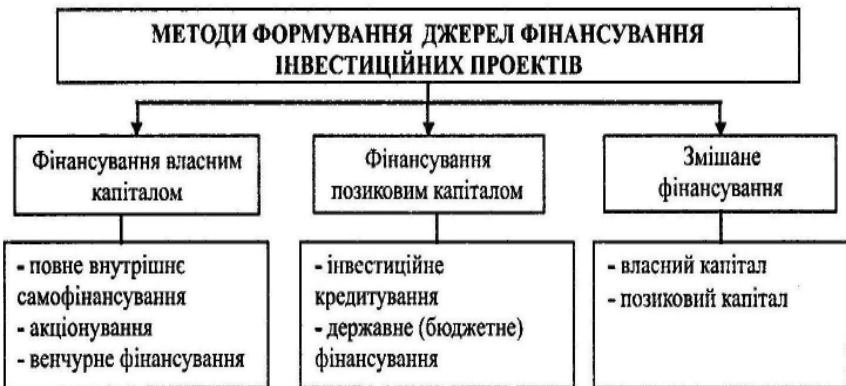 МЕТОДИ ФОРМУВАННЯ ДЖЕРЕЛ ФІНАНСУВАННЯ
ІНВЕСТИЦІЙНИХ ПРОЕКТІВ
Фінансування власним
капіталом
- повне внутрішнє
самофінансування
- акціонування
- венчурне фінансування
Фінансування
позиковим капіталом
- інвестиційне
кредитування
- державне (бюджетне)
фінансування
Змішане
фінансування
- власний капітал
- позиковий капітал